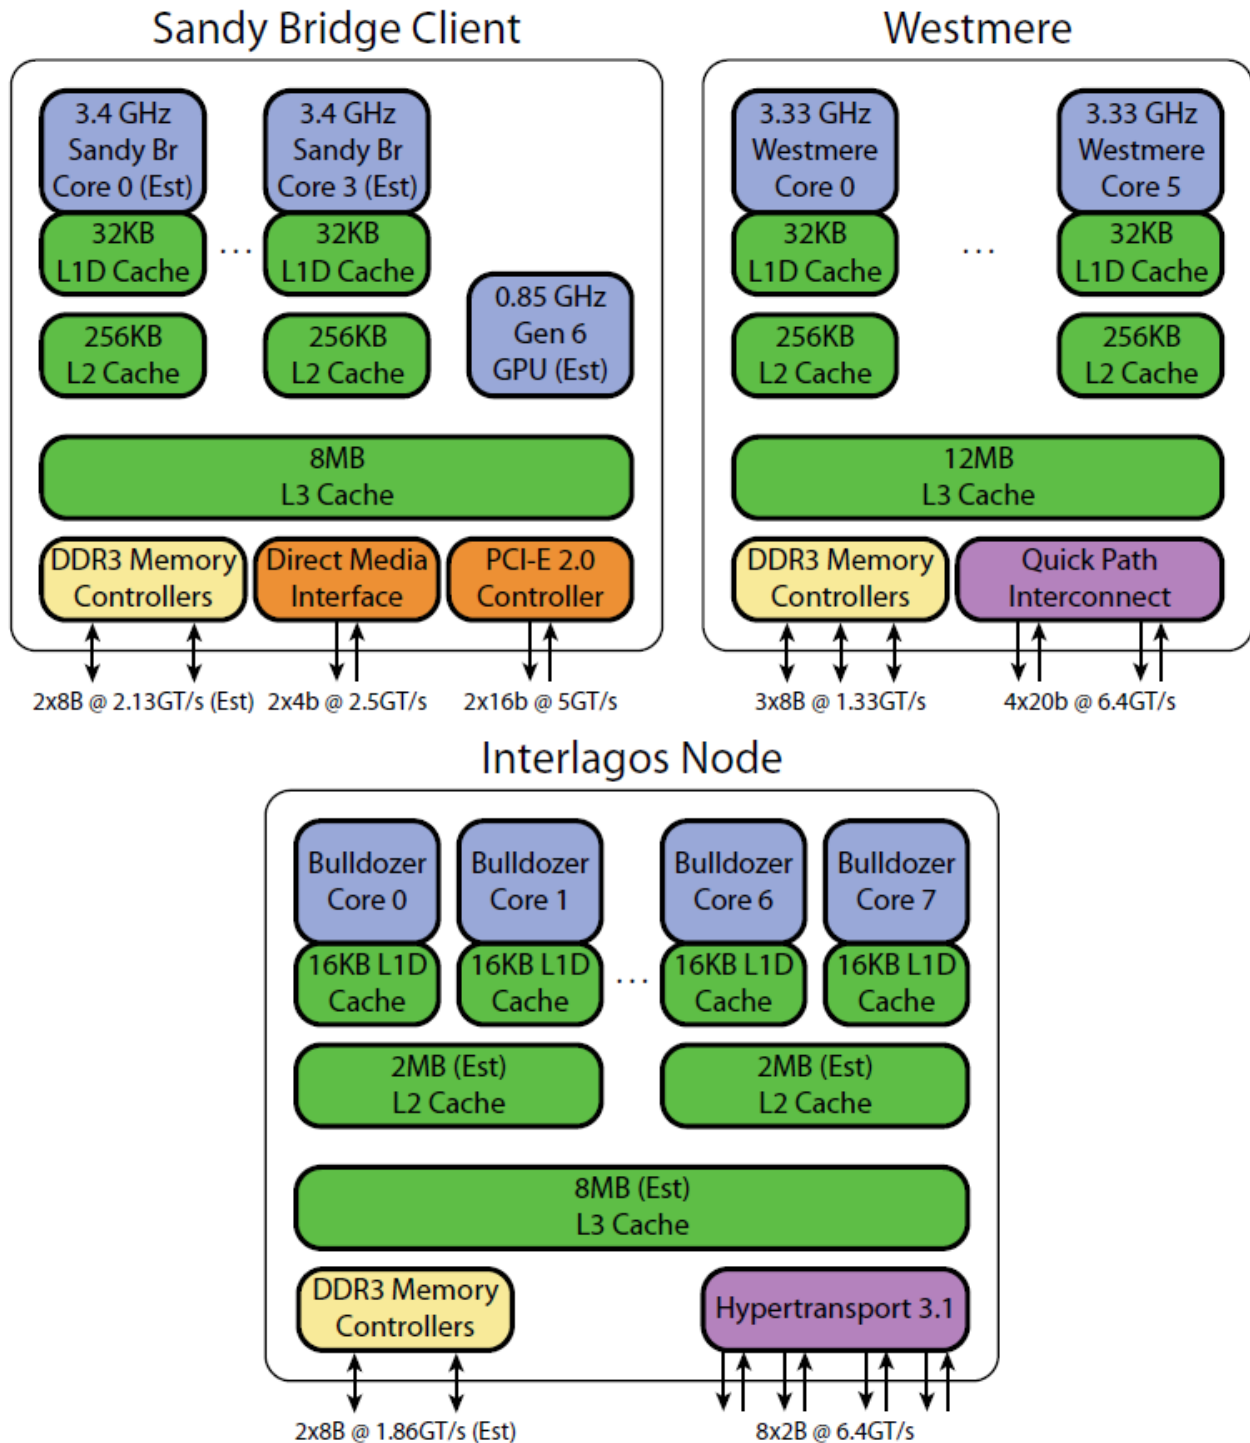 Sandy Bridge Client
3.4 GHz
Sandy Br
Core 0 (Est)
32KB
L1D Cache
256KB
L2 Cache
...
3.4 GHz
Sandy Br
Core 3 (Est)
32KB
L1D Cache
256KB
L2 Cache
0.85 GHz
Gen 6
GPU (Est)
8MB
L3 Cache
DDR3 Memory
Controllers
Direct Media
Interface
PCI-E 2.0
Controller
2x8B @ 2.13GT/s (Est)
2x4b @ 2.5GT/s
2x16b @ 5GT/s
Westmere
3.33 GHz
Westmere
Core 0
32KB
L1D Cache
256KB
L2 Cache
...
3.33 GHz
Westmere
Core 5
32KB
L1D Cache
256KB
L2 Cache
12MB
L3 Cache
DDR3 Memory
Controllers
Quick Path
Interconnect
3x8B @ 1.33GT/s
4x20b @ 6.4GT/s
Interlagos Node
Bulldozer
Core 0
16KB L1D
Cache
Bulldozer
Core 1
16KB L1D
Cache
...
Bulldozer
Core 6
16KB L1D
Cache
Bulldozer
Core 7
16KB L1D
Cache
2MB (Est)
L2 Cache
2MB (Est)
L2 Cache
8MB (Est)
L3 Cache
DDR3 Memory
Controllers
Hypertransport 3.1
2x8B @ 1.86GT/s (Est)
8x2B @ 6.4GT/s